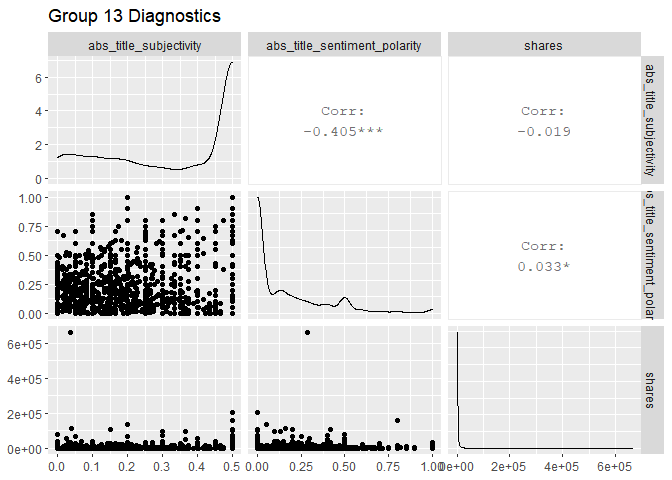 Group 13 Diagnostics
abs_title_subjectivity abs_title_sentiment_polarity shares
6
4
2
0
Corr:
-0.405***
Corr:
-0.019
abs_title_subjectivity
1.00
0.75
0.50
0.25
0.00
Corr:
0.033*
s_title_sentiment_polar
6e+05
4e+05
2e+05
0e+00
shares
0.0 0.1 0.2 0.3 0.4 0.5 0.00 0.25 0.50 0.75 1.00 0e+00 2e+05 4e+05 6e+05